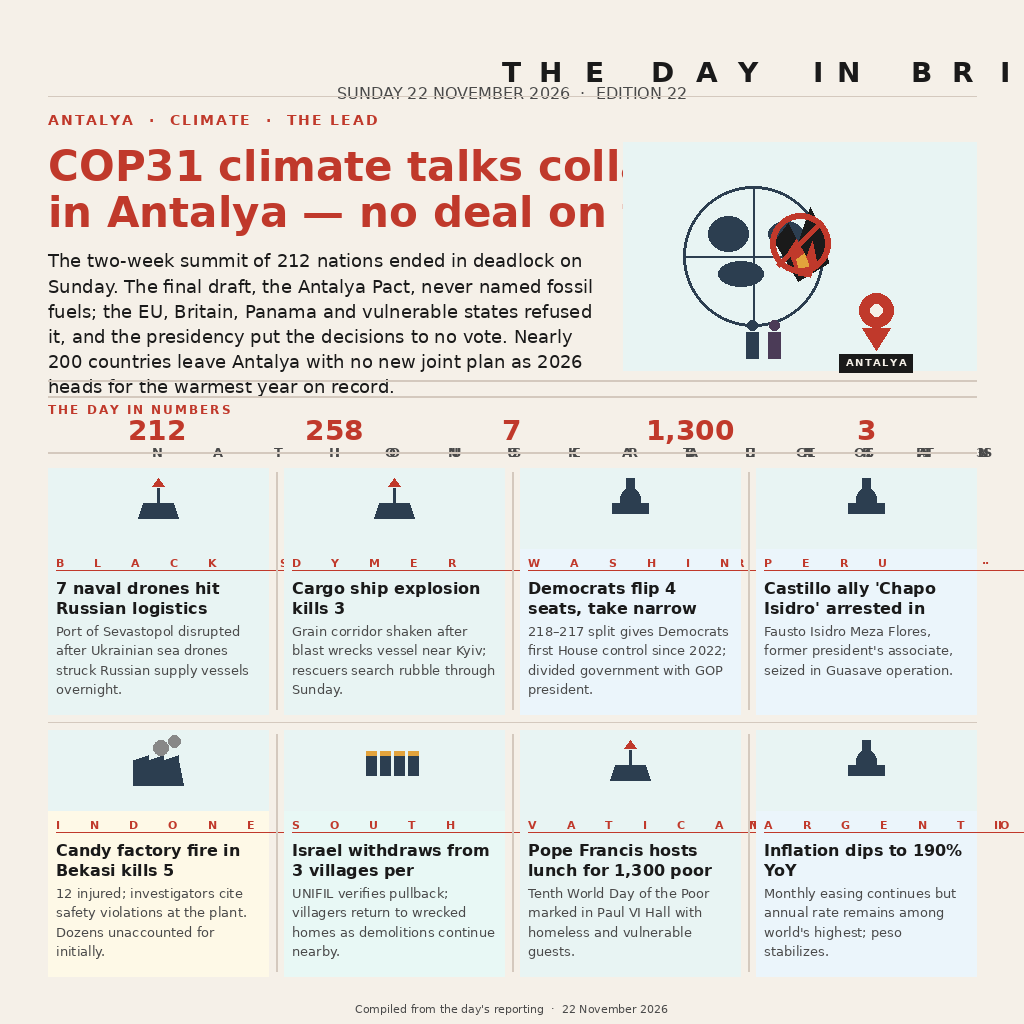 THE DAY IN BRI
SUNDAY 22 NOVEMBER 2026 · EDITION 22
ANTALYA · CLIMATE · THE LEAD
COP31 climate talks coll
in Antalya — no deal on
The two-week summit of 212 nations ended in deadlock on
Sunday. The final draft, the Antalya Pact, never named fossil
fuels; the EU, Britain, Panama and vulnerable states refused
it, and the presidency put the decisions to no vote. Nearly
200 countries leave Antalya with no new joint plan as 2026
heads for the warmest year on record.
ANTALYA
THE DAY IN NUMBERS
212 258 7 1,300 3
BLACK
7 naval drones hit
Russian logistics
Port of Sevastopol disrupted
after Ukrainian sea drones
struck Russian supply vessels
overnight.
DYMER
Cargo ship explosion
kills 3
Grain corridor shaken after
blast wrecks vessel near Kyiv;
rescuers search rubble through
Sunday.
WASHIN
Democrats flip 4
seats, take narrow
218–217 split gives Democrats
first House control since 2022;
divided government with GOP
president.
PERU
Castillo ally 'Chapo
Isidro' arrested in
Fausto Isidro Meza Flores,
former president's associate,
seized in Guasave operation.
INDONE
Candy factory fire in
Bekasi kills 5
12 injured; investigators cite
safety violations at the plant.
Dozens unaccounted for
initially.
SOUTH
Israel withdraws from
3 villages per
UNIFIL verifies pullback;
villagers return to wrecked
homes as demolitions continue
nearby.
VATICAN
Pope Francis hosts
lunch for 1,300 poor
Tenth World Day of the Poor
marked in Paul VI Hall with
homeless and vulnerable
guests.
ARGENT
Inflation dips to 190%
YoY
Monthly easing continues but
annual rate remains among
world's highest; peso
stabilizes.
Compiled from the day's reporting · 22 November 2026